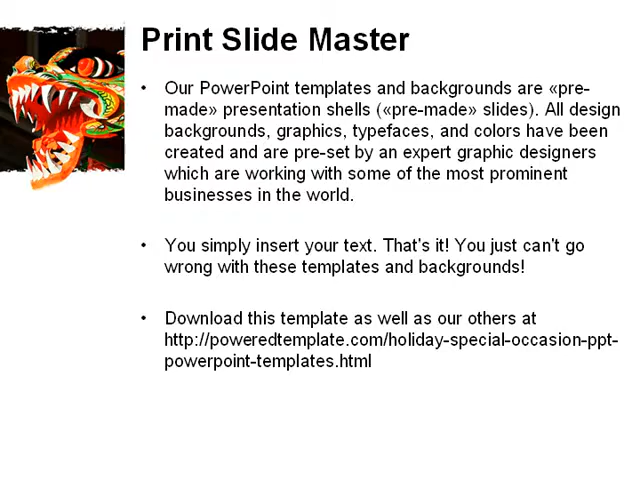 Print Slide Master
• Our PowerPoint templates and backgrounds are «pre-
made» presentation shells («pre-made» slides). All design
backgrounds, graphics, typefaces, and colors have been
created and are pre-set by an expert graphic designers
which are working with some of the most prominent
businesses in the world.
• You simply insert your text. That's it! You just can't go
wrong with these templates and backgrounds!
• Download this template as well as our others at
http://poweredtemplate.com/holiday-special-occasion-ppt-
powerpoint-templates.html